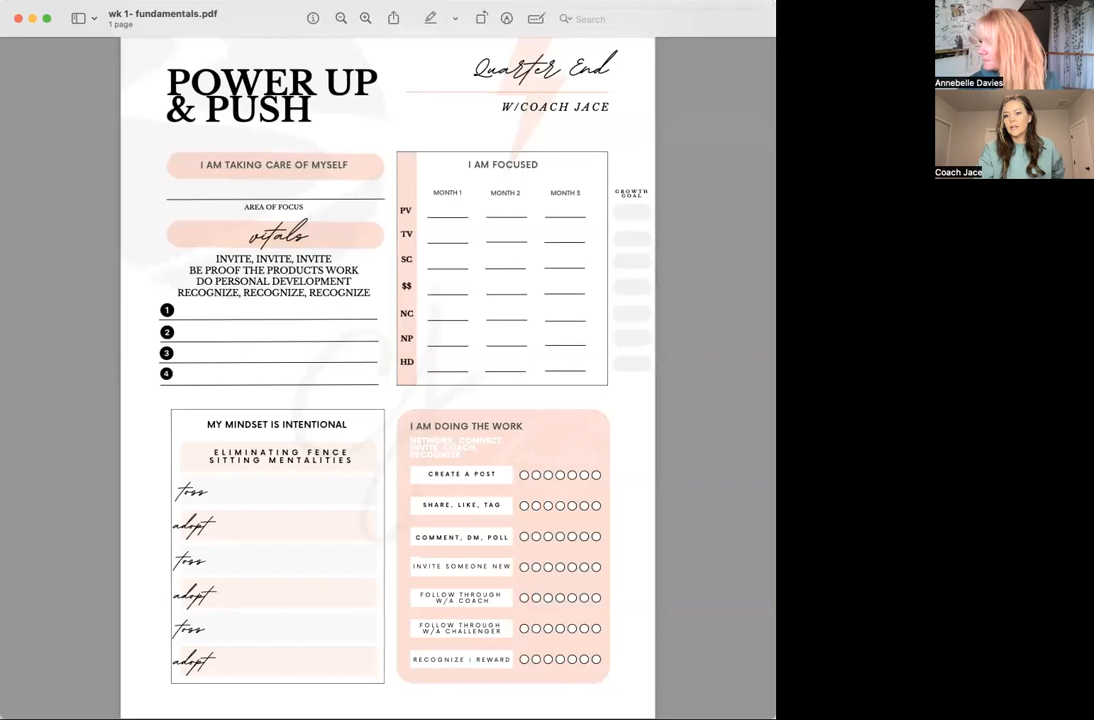 wk 1- fundamentals.pdf
1 page
Search
POWER UP
& PUSH
Quarter End
W/COACH JACE
I AM TAKING CARE OF MYSELF
AREA OF FOCUS
vitals
INVITE, INVITE, INVITE
BE PROOF THE PRODUCTS WORK
DO PERSONAL DEVELOPMENT
RECOGNIZE, RECOGNIZE, RECOGNIZE
1
2
3
4
I AM FOCUSED
MONTH 1 MONTH 2 MONTH 3
GROWTH
GOAL
PV
TV
SC
$$
NC
NP
HD
MY MINDSET IS INTENTIONAL
ELIMINATING FENCE
SITTING MENTALITIES
toss
adopt
toss
adopt
toss
adopt
I AM DOING THE WORK
NETWORK, CONNECT,
INVITE, COACH,
RECOGNIZE
CREATE A POST
SHARE, LIKE, TAG
COMMENT, DM, POLL
INVITE SOMEONE NEW
FOLLOW THROUGH
W/A COACH
FOLLOW THROUGH
W/A CHALLENGER
RECOGNIZE | REWARD
Annebelle Davies
Coach Jace